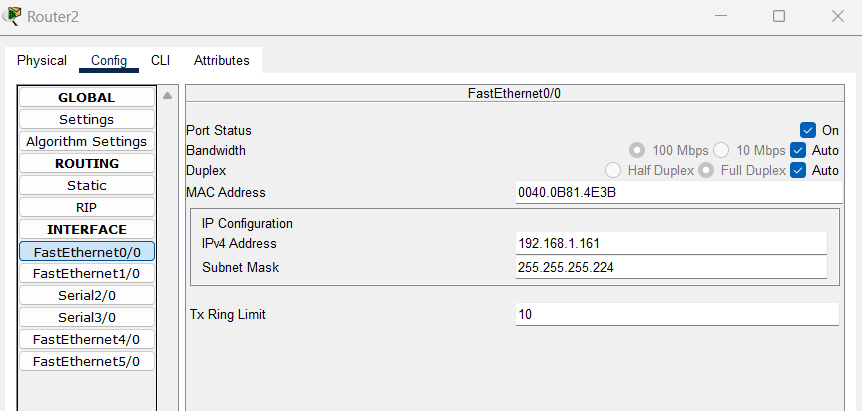 Router2
Physical Config CLI Attributes
GLOBAL
Settings
Algorithm Settings
ROUTING
Static
RIP
INTERFACE
FastEthernet0/0
FastEthernet1/0
Serial2/0
Serial3/0
FastEthernet4/0
FastEthernet5/0
FastEthernet0/0
Port Status On
Bandwidth 100 Mbps 10 Mbps Auto
Duplex Half Duplex Full Duplex Auto
MAC Address 0040.0B81.4E3B
IP Configuration
IPv4 Address 192.168.1.161
Subnet Mask 255.255.255.224
Tx Ring Limit 10